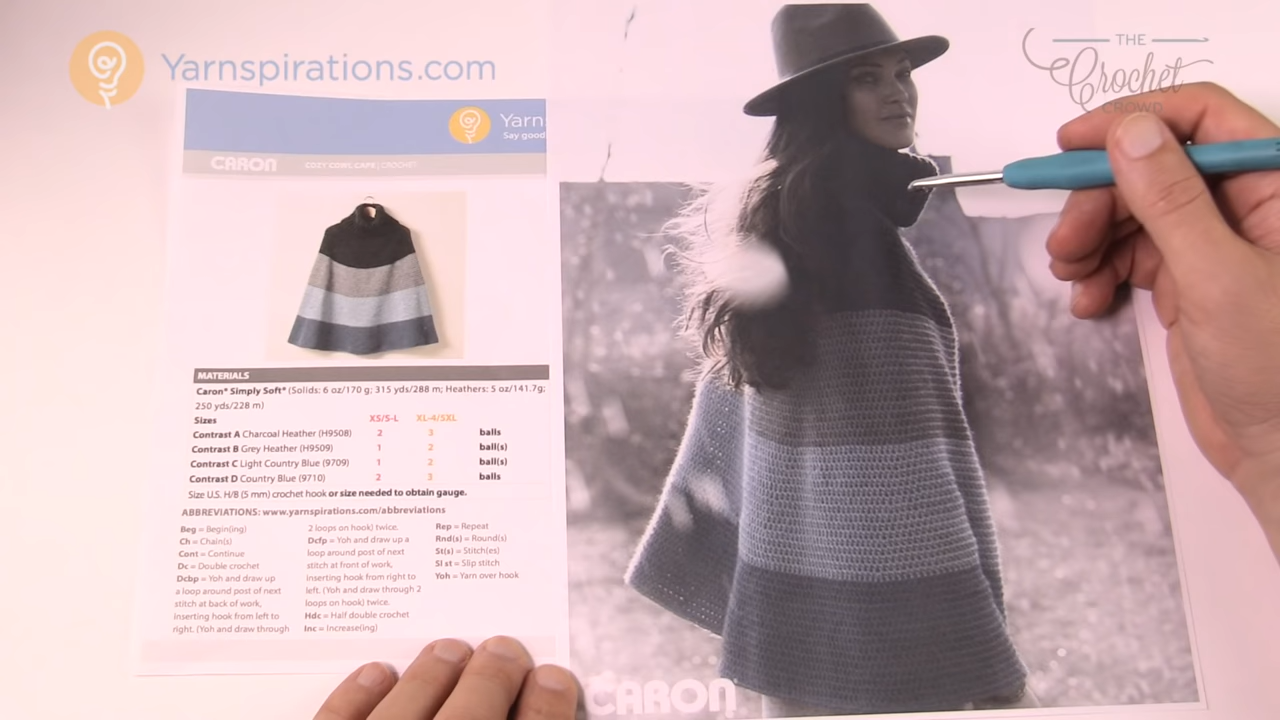 Yarnspirations.com
THE
Crochet
CROWD
Yarn
Say good
CARON
COZY COWL CAPE | CROCHET
MATERIALS
Caron® Simply Soft® (Solids: 6 oz/170 g; 315 yds/288 m; Heathers: 5 oz/141.7g;
250 yds/228 m)
Sizes XS/S-L XL-4/5XL
Contrast A Charcoal Heather (H9508) 2 3 balls
Contrast B Grey Heather (H9509) 1 2 ball(s)
Contrast C Light Country Blue (9709) 1 2 ball(s)
Contrast D Country Blue (9710) 2 3 balls
Size U.S. H/8 (5 mm) crochet hook or size needed to obtain gauge.
ABBREVIATIONS: www.yarnspirations.com/abbreviations
Beg = Begin(ing)
Ch = Chain(s)
Cont = Continue
Dc = Double crochet
Dcbp = Yoh and draw up
a loop around post of next
stitch at back of work,
inserting hook from left to
right. (Yoh and draw through
2 loops on hook) twice.
Dcfp = Yoh and draw up a
loop around post of next
stitch at front of work,
inserting hook from right to
left. (Yoh and draw through 2
loops on hook) twice.
Hdc = Half double crochet
Inc = Increase(ing)
Rep = Repeat
Rnd(s) = Round(s)
St(s) = Stitch(es)
Sl st = Slip stitch
Yoh = Yarn over hook
CARON